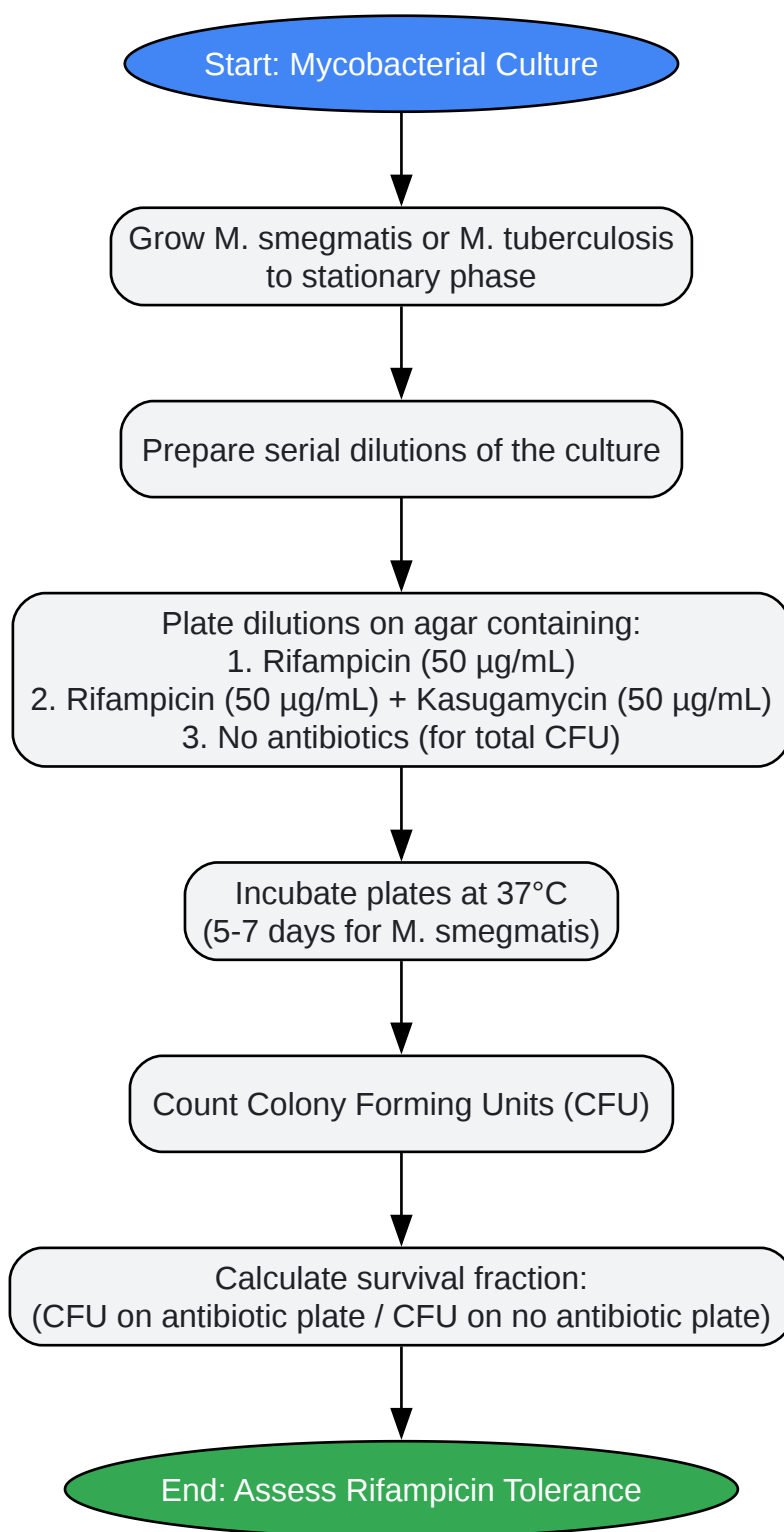 Start: Mycobacterial Culture
Grow M. smegmatis or M. tuberculosis
to stationary phase
Prepare serial dilutions of the culture
Plate dilutions on agar containing:
1. Rifampicin (50 µg/mL)
2. Rifampicin (50 µg/mL) + Kasugamycin (50 µg/mL)
3. No antibiotics (for total CFU)
Incubate plates at 37°C
(5-7 days for M. smegmatis)
Count Colony Forming Units (CFU)
Calculate survival fraction:
(CFU on antibiotic plate / CFU on no antibiotic plate)
End: Assess Rifampicin Tolerance